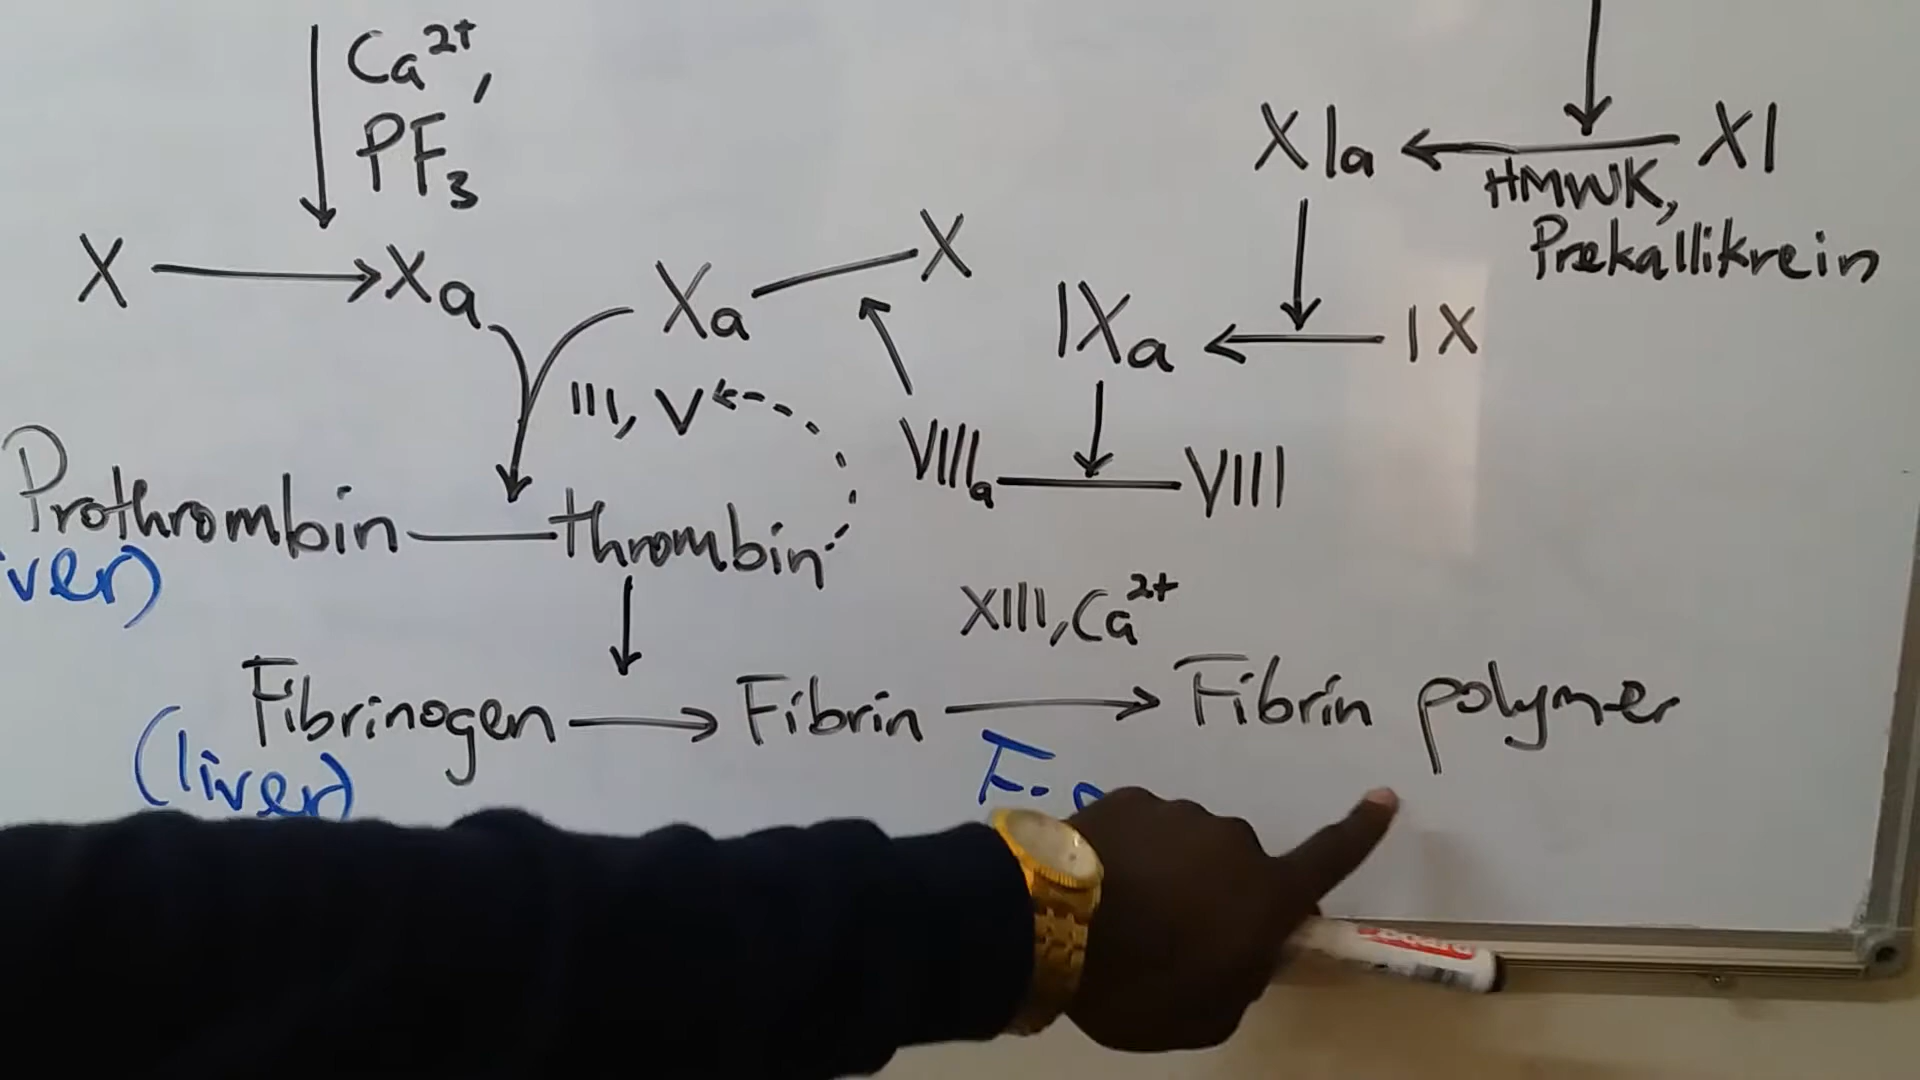 Ca²⁺,
PF₃
XIa XI
HMWK,
Prekallikrein
X Xa Xa X
IXa IX
III, V
VIIIa VIII
Prothrombin thrombin
XIII, Ca²⁺
Fibrinogen Fibrin Fibrin polymer
(liver)